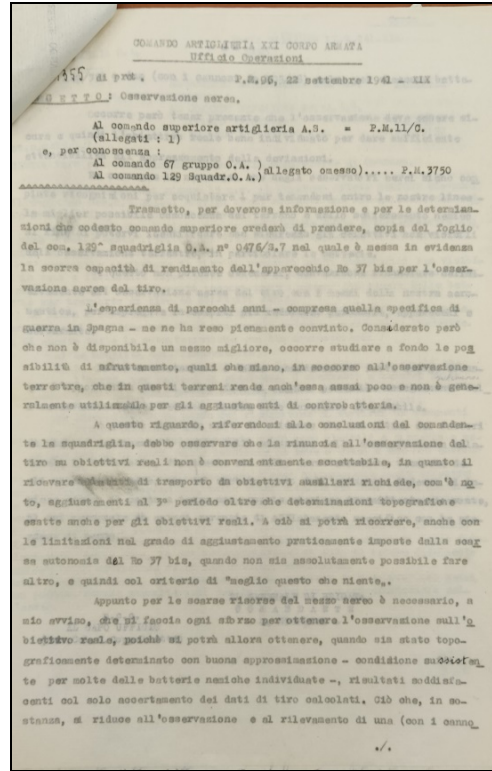 COMANDO ARTIGLIERIA XXI CORPO ARMATA
Ufficio Operazioni
di prot. P.M.95, 22 settembre 1941 - XIX
O G G E T T O : Osservazione aerea.
Al comando superiore artiglieria A.S. = P.M.11/C.
(allegati : 1)
e, per conoscenza :
Al comando 67 gruppo O.A. )
allegato omesso)..... P.M.3750
Al comando 129 Squadr.O.A.)
Trasmetto, per doverosa informazione e per le determina-
zioni che codesto comando superiore crederà di prendere, copia del foglio
del com. 129^ squadriglia O.A. n° 0476/S.7 nel quale è messa in evidenza
la scarsa capacità di rendimento dell'apparecchio Ro 37 bis per l'osser-
vazione aerea del tiro.
L'esperienza di parecchi anni - compresa quella specifica di
guerra in Spagna - me ne ha reso pienamente convinto. Considerato però
che non è disponibile un mezzo migliore, occorre studiare a fondo le pos
sibilità di sfruttamento, quali che siano, in soccorso all'osservazione
terrestre, che in questi terreni rende anch'essa assai poco e non è gene-
ralmente utilizzabile per gli aggiustamenti di controbatteria.
A questo riguardo, riferendomi alle conclusioni del comandan-
te la squadriglia, debbo osservare che la rinuncia all'osservazione del
tiro su obiettivi reali non è convenientemente accettabile, in quanto il
ricavare di trasporto da obiettivi ausiliari richiede, com'è no
to, aggiustamenti al 3° periodo oltre che determinazioni topografiche
esatte anche per gli obiettivi reali. A ciò si potrà ricorrere, anche con
le limitazioni nel grado di aggiustamento praticamente imposte dalla scar
sa autonomia del Ro 37 bis, quando non sia assolutamente possibile fare
altro, e quindi col criterio di "meglio questo che niente".
Appunto per le scarse risorse del mezzo aereo è necessario, a
mio avviso, che si faccia ogni sforzo per ottenere l'osservazione sull'o
biettivo reale, poichè si potrà allora ottenere, quando sia stato topo-
graficamente determinato con buona approssimazione - condizione sussisten
te per molte delle batterie nemiche individuate -, risultati soddisfa-
centi col solo accertamento dei dati di tiro calcolati. Ciò che, in so-
stanza, si riduce all'osservazione e al rilevamento di una (con i canno
./.